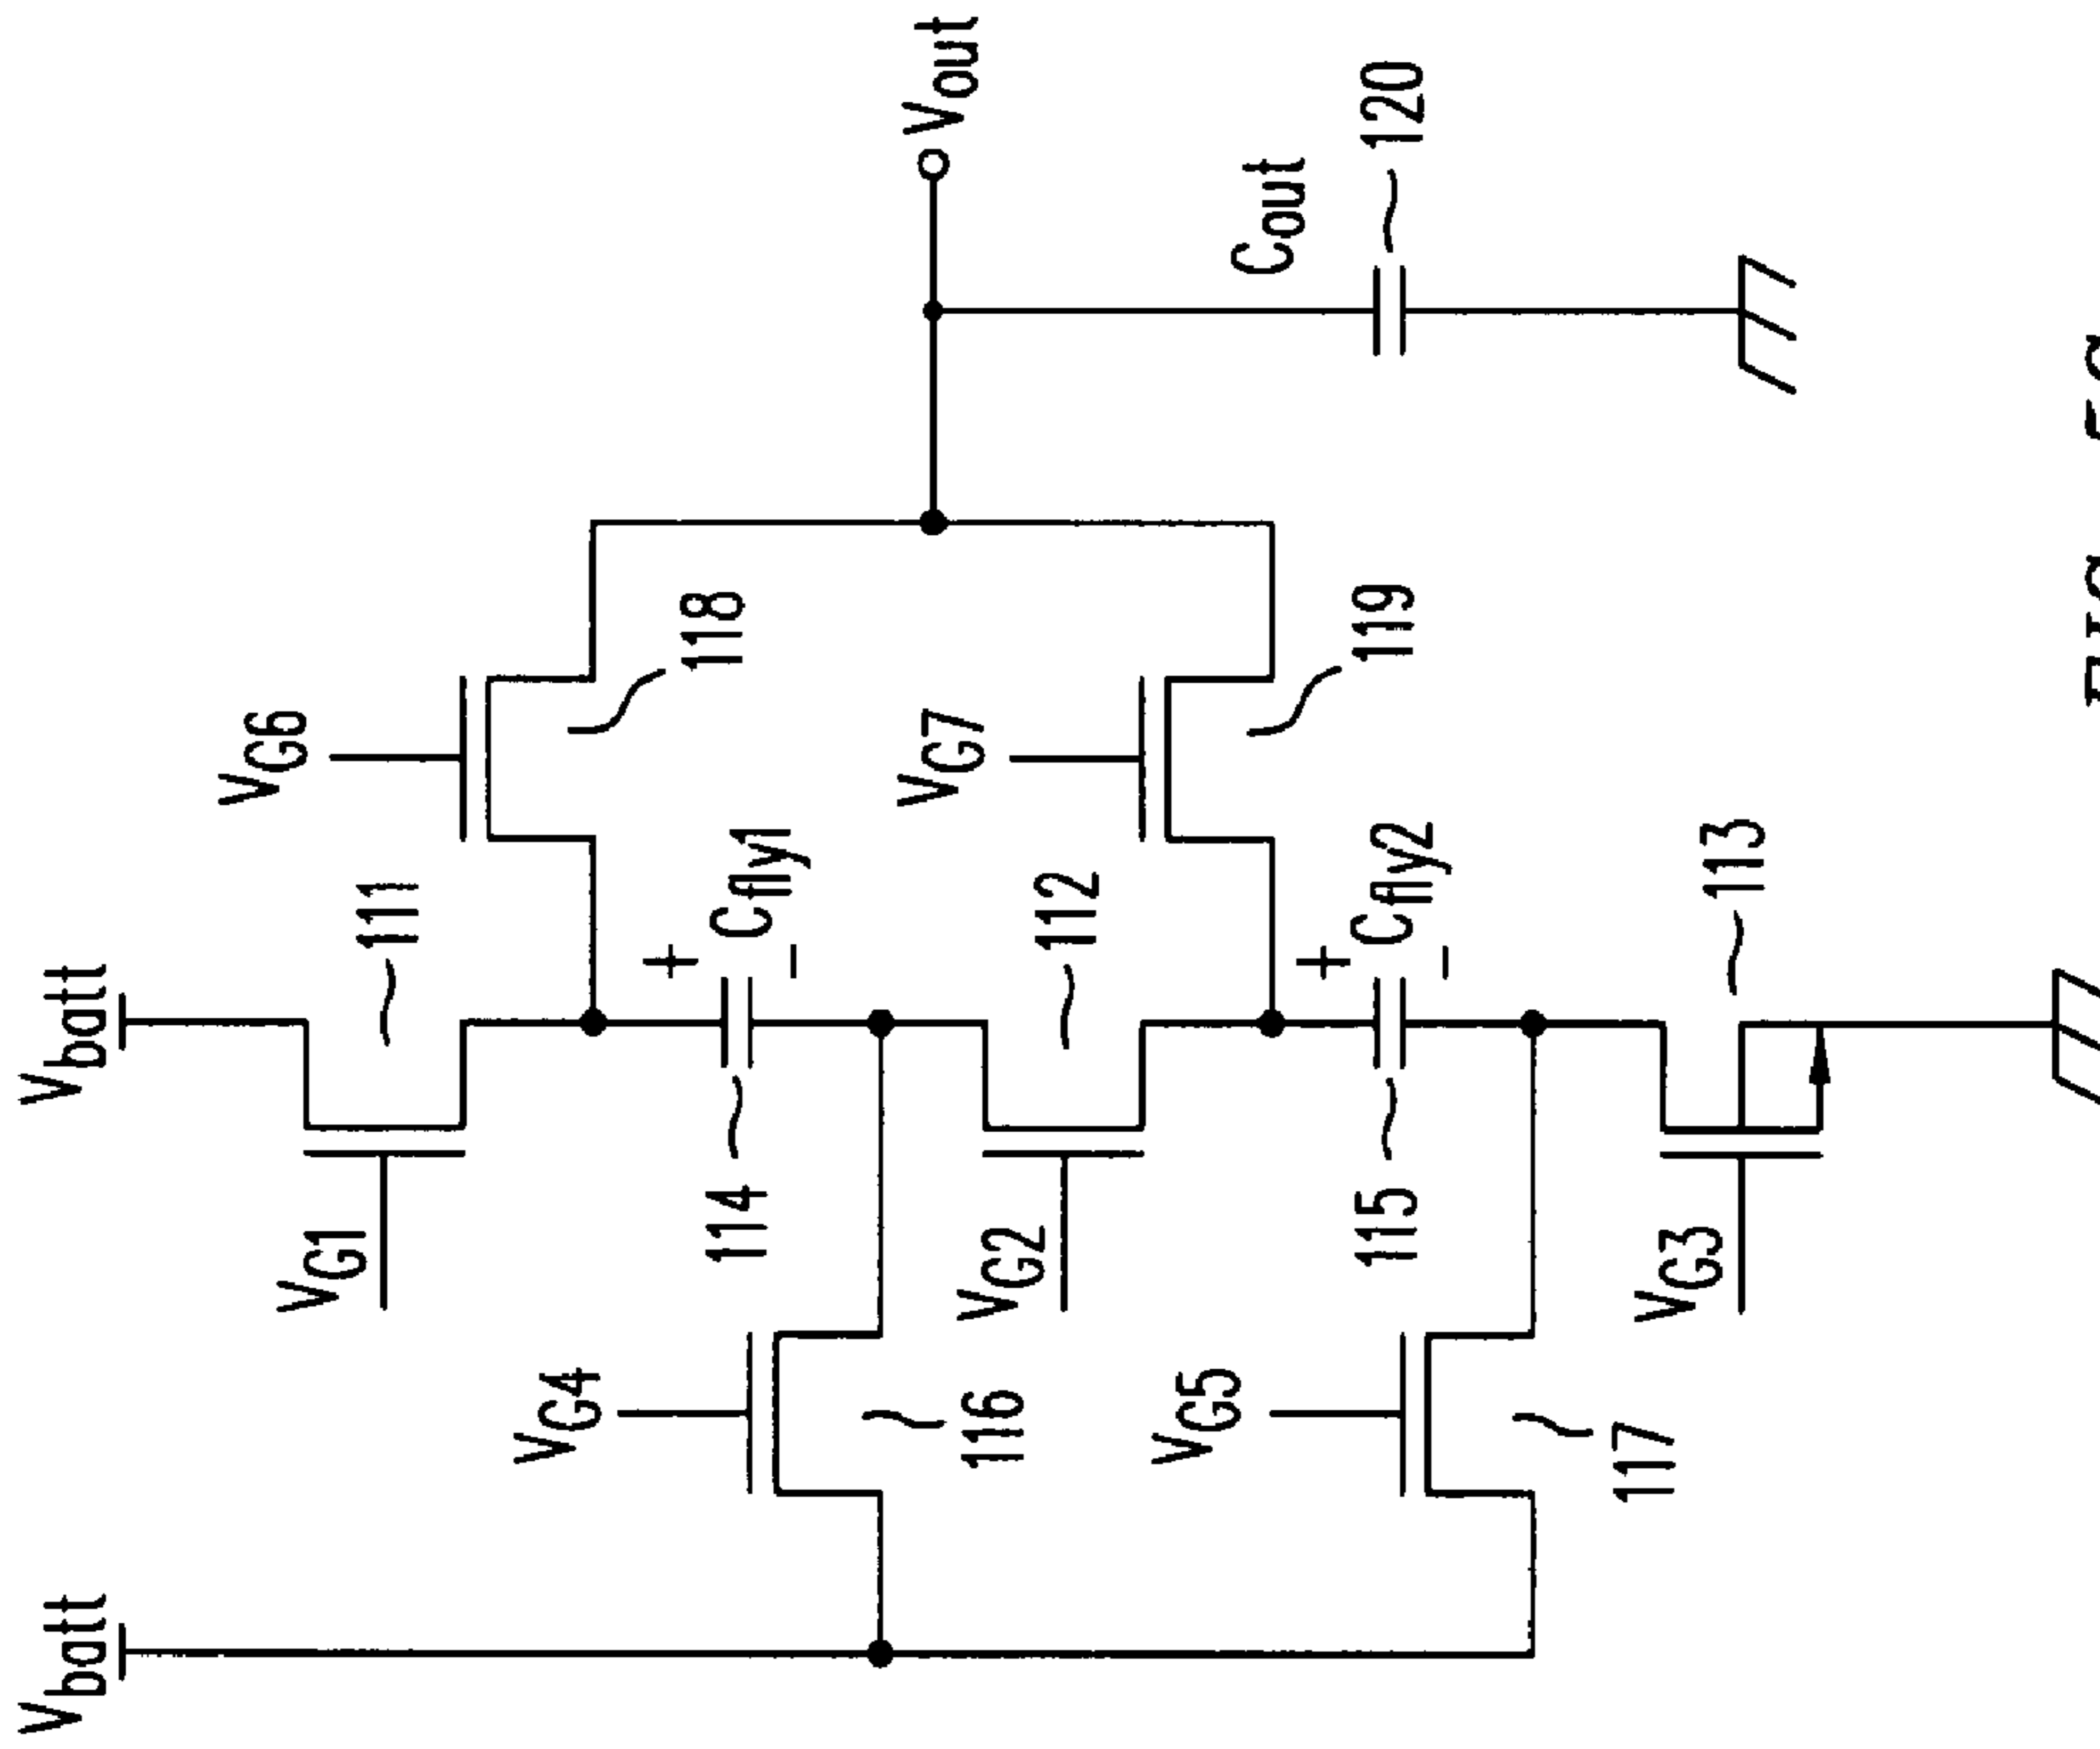 Vbatt
Vbatt
VG1
111
VG6
118
Cfly1
+
-
114
VG4
116
VG2
112
VG7
119
Vout
Cout
120
Cfly2
+
-
115
VG5
117
VG3
113